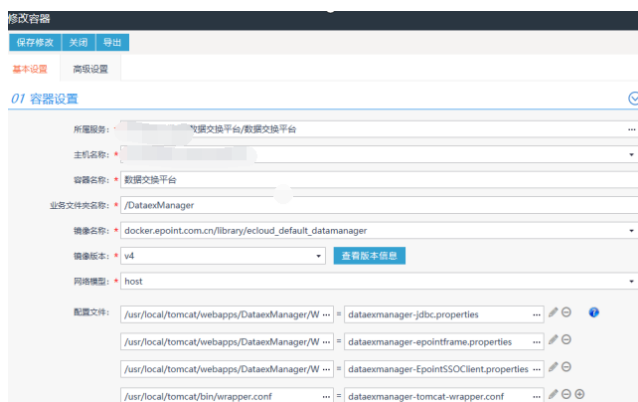 修改容器
保存修改 关闭 导出
基本设置 高级设置
01 容器设置
所属服务: 数据交换平台/数据交换平台 ...
主机名称: *
容器名称: * 数据交换平台
业务文件夹名称: * /DataexManager
镜像名称: * docker.epoint.com.cn/library/ecloud_default_datamanager
镜像版本: * v4 查看版本信息
网络模型: * host
配置文件: /usr/local/tomcat/webapps/DataexManager/W ... = dataexmanager-jdbc.properties ...
/usr/local/tomcat/webapps/DataexManager/W ... = dataexmanager-epointframe.properties ...
/usr/local/tomcat/webapps/DataexManager/W ... = dataexmanager-EpointSSOClient.properties ...
/usr/local/tomcat/bin/wrapper.conf ... = dataexmanager-tomcat-wrapper.conf ...